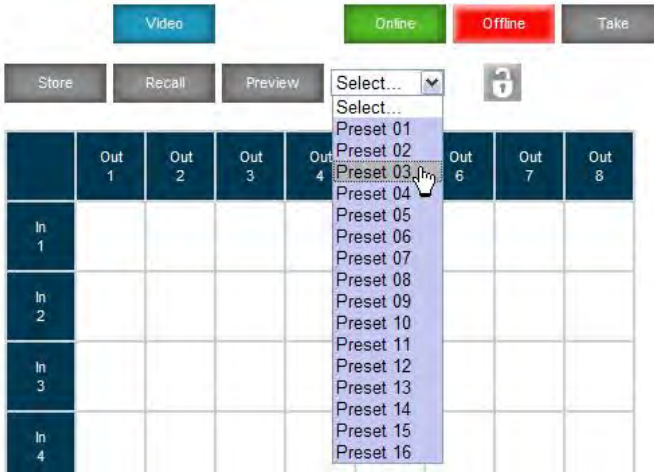 Video Online Offline Take
Store Recall Preview Select...
Select...
Preset 01
Preset 02
Preset 03
Preset 04
Preset 05
Preset 06
Preset 07
Preset 08
Preset 09
Preset 10
Preset 11
Preset 12
Preset 13
Preset 14
Preset 15
Preset 16
Out 1
Out 2
Out 3
Out 4
Out 6
Out 7
Out 8
In 1
In 2
In 3
In 4